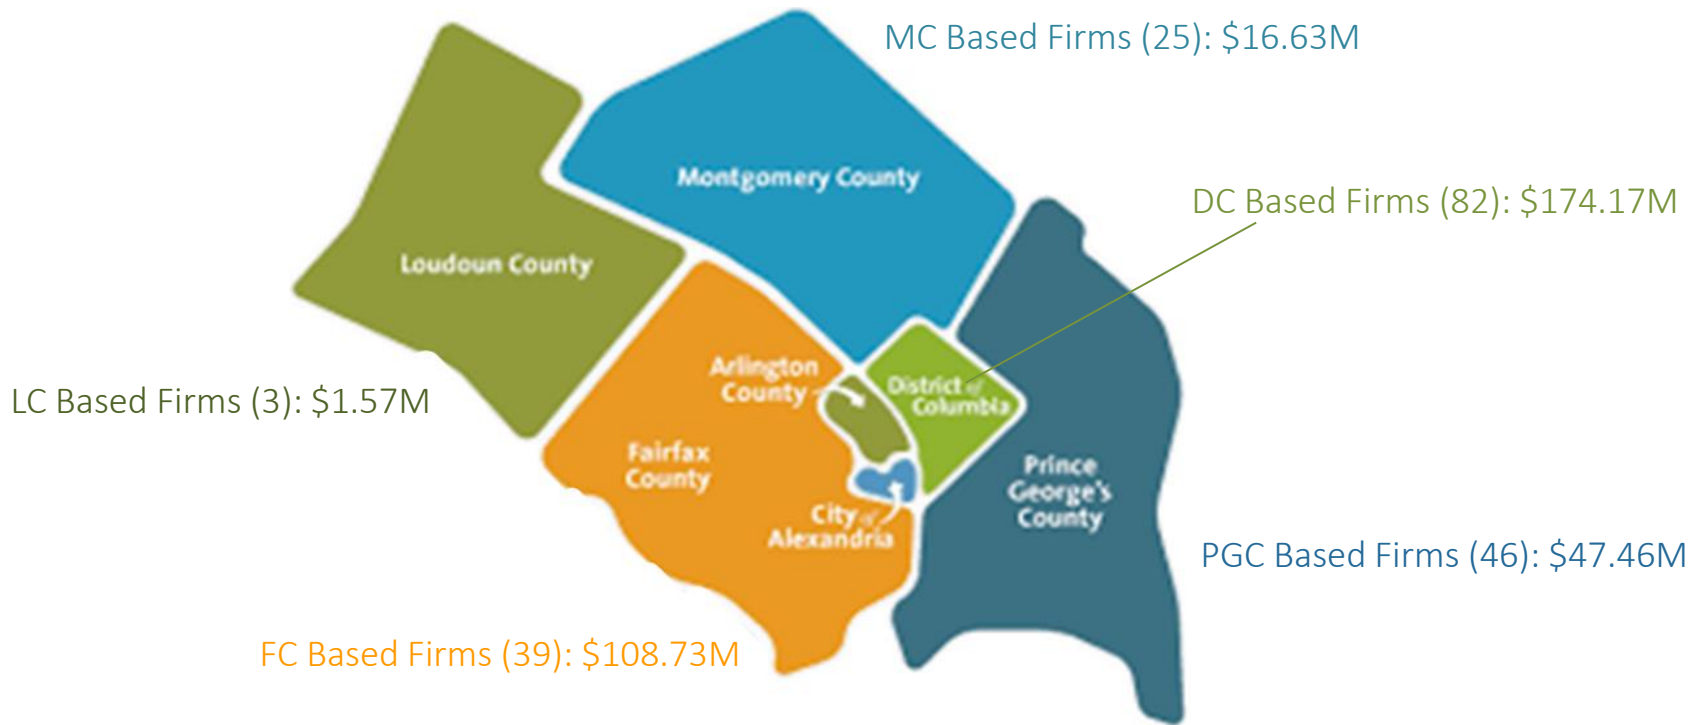 MC Based Firms (25): $16.63M
Montgomery County
DC Based Firms (82): $174.17M
Loudoun County
Arlington
County
District of
Columbia
LC Based Firms (3): $1.57M
Fairfax
County
Prince
George's
County
City of
Alexandria
PGC Based Firms (46): $47.46M
FC Based Firms (39): $108.73M